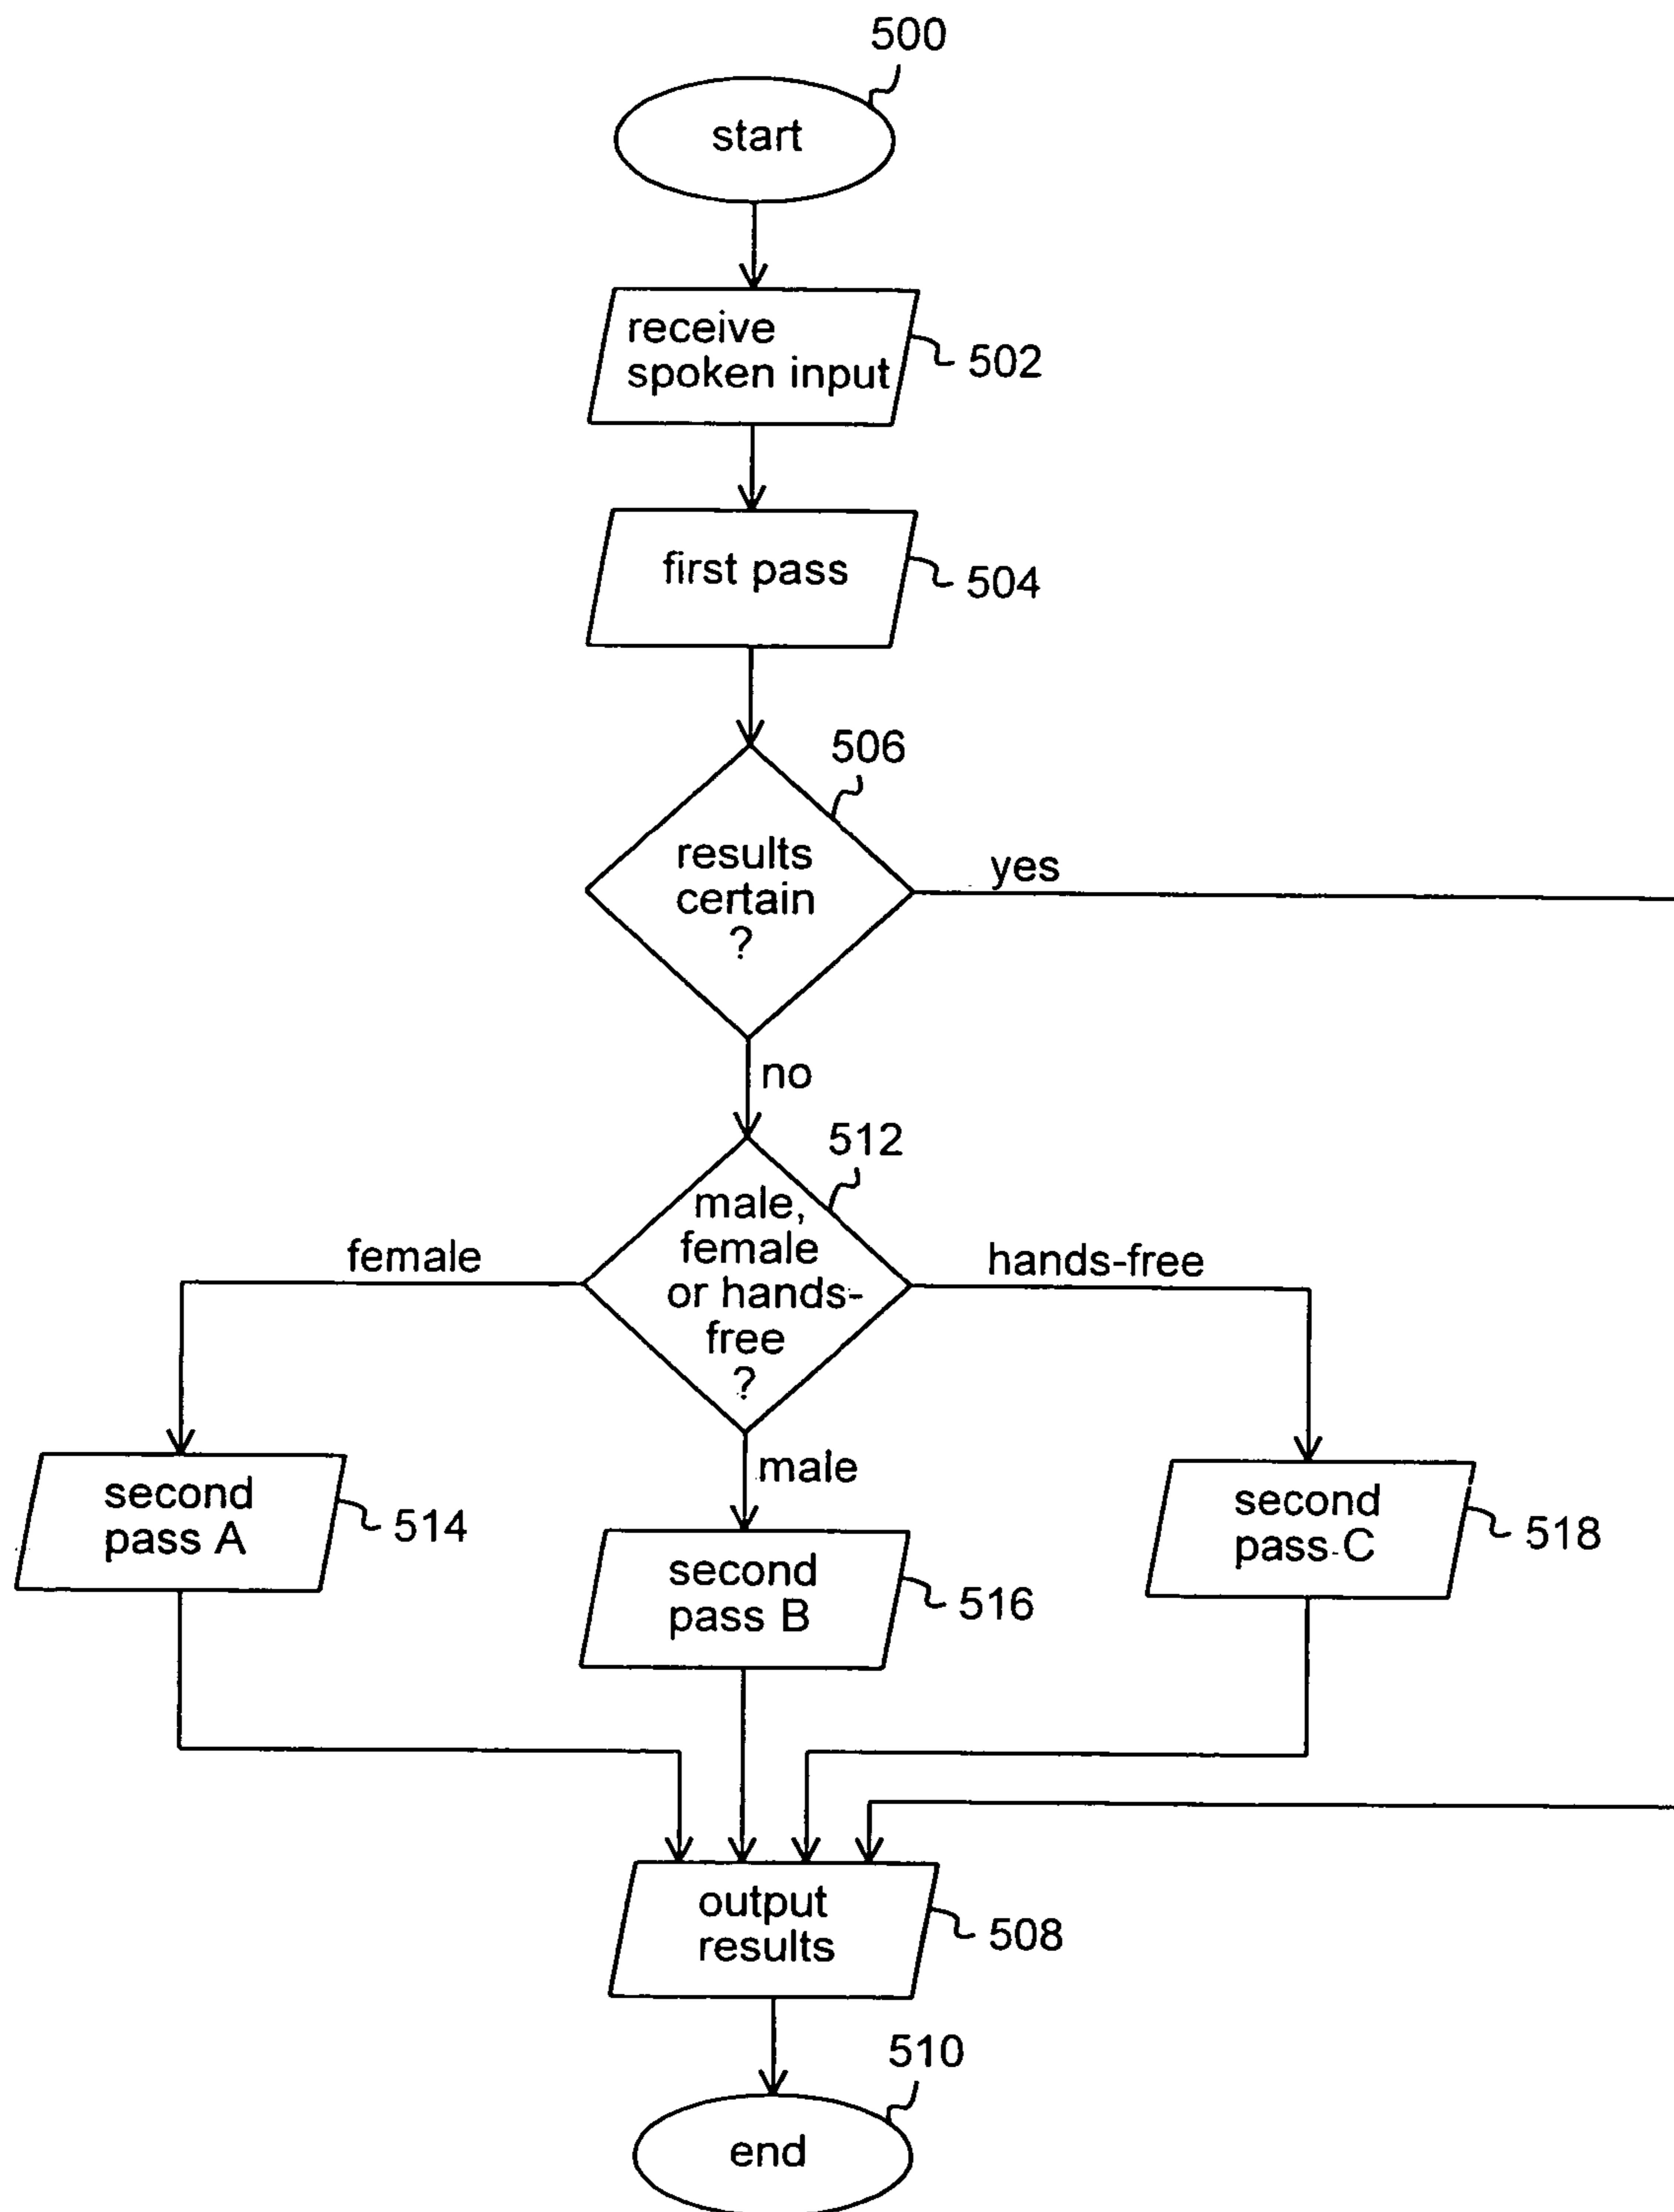 500
start
receive
spoken input
502
first pass
504
506
results
certain
?
yes
no
512
male,
female
or hands-
free
?
female
hands-free
male
second
pass A
514
second
pass B
516
second
pass C
518
output
results
508
510
end